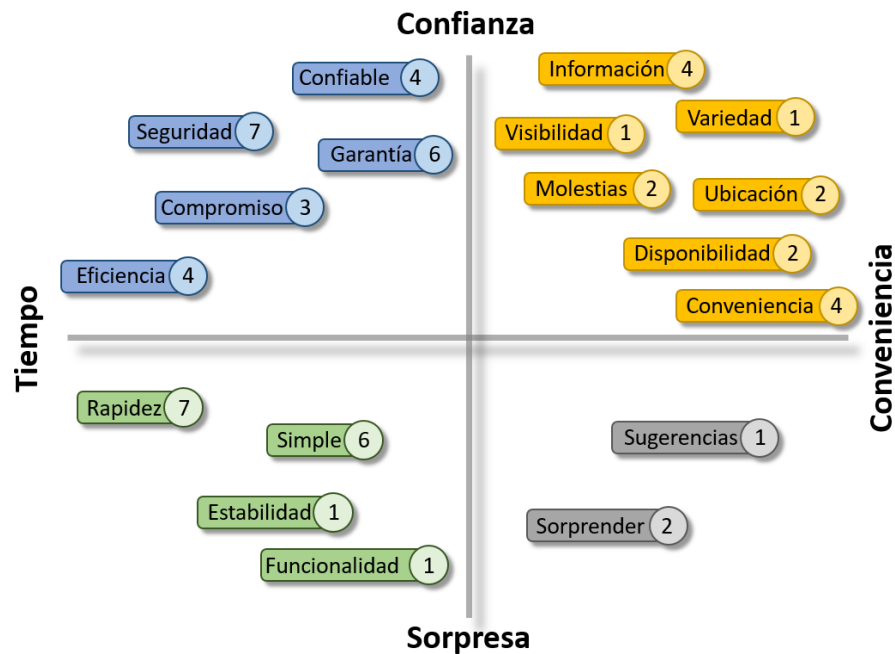 Confianza
Confiable 4
Seguridad 7
Garantía 6
Compromiso 3
Eficiencia 4
Información 4
Variedad 1
Visibilidad 1
Molestias 2
Ubicación 2
Disponibilidad 2
Conveniencia 4
Tiempo
Conveniencia
Rapidez 7
Simple 6
Estabilidad 1
Funcionalidad 1
Sugerencias 1
Sorprender 2
Sorpresa